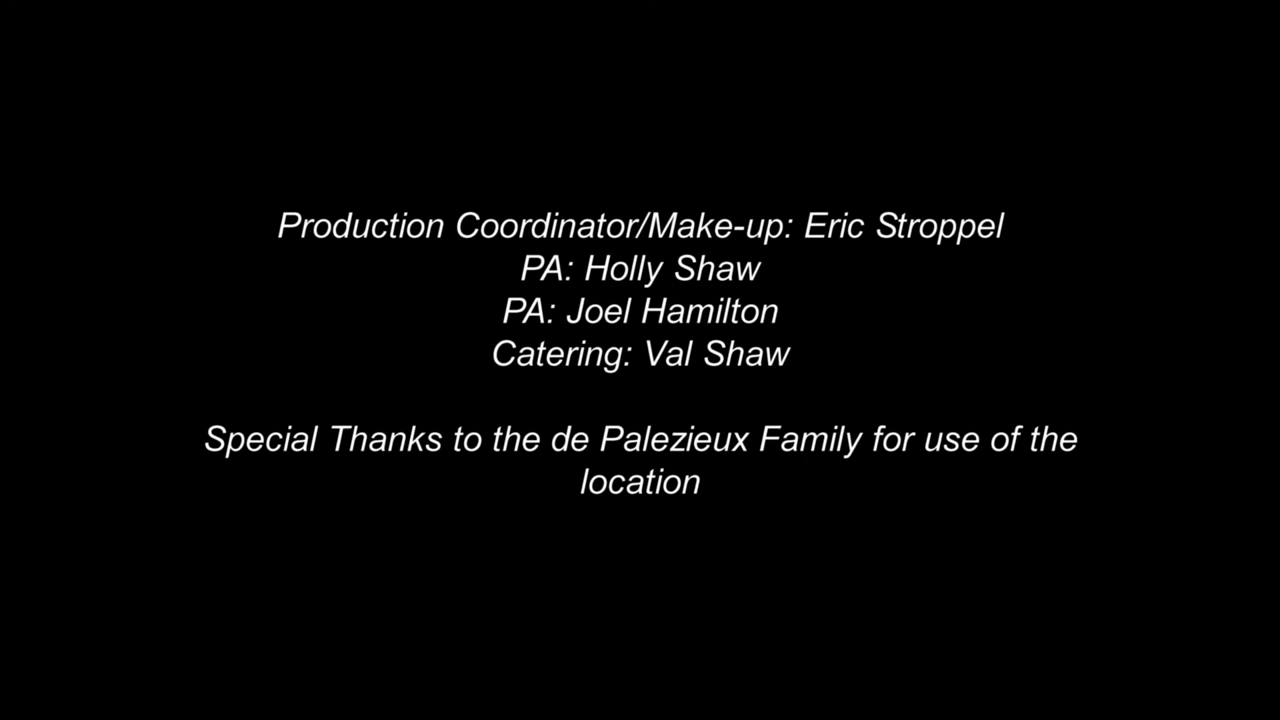 Production Coordinator/Make-up: Eric Stroppel
PA: Holly Shaw
PA: Joel Hamilton
Catering: Val Shaw
Special Thanks to the de Palezieux Family for use of the
location